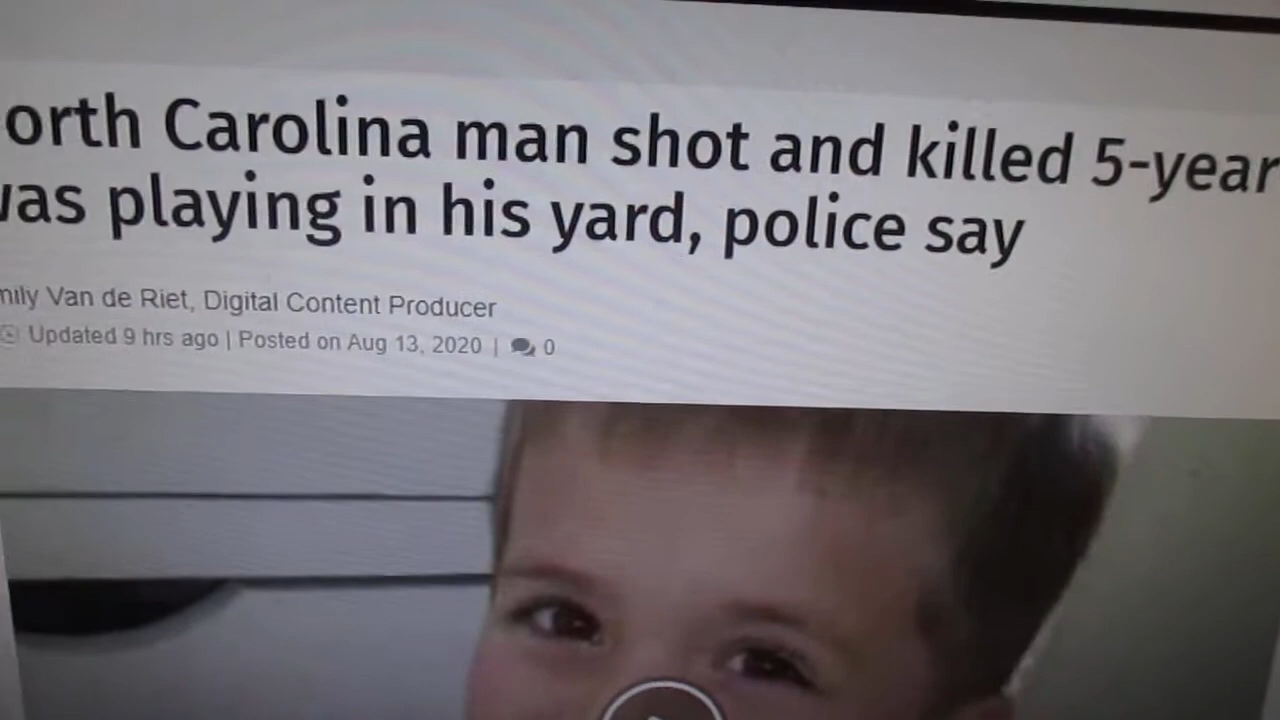 orth Carolina man shot and killed 5-year
was playing in his yard, police say
mily Van de Riet, Digital Content Producer
Updated 9 hrs ago | Posted on Aug 13, 2020 | 0